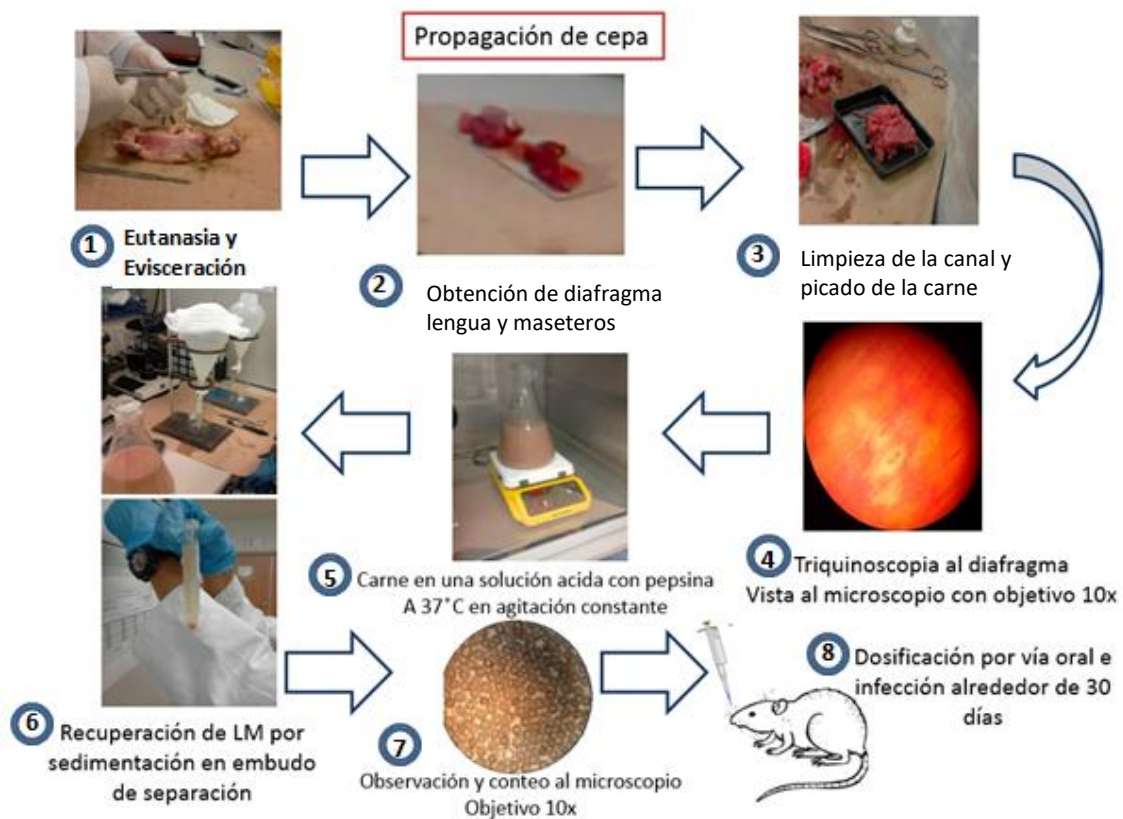 Propagación de cepa
1 Eutanasia y
Evisceración
2 Obtención de diafragma
lengua y maseteros
3 Limpieza de la canal y
picado de la carne
4 Triquinoscopia al diafragma
Vista al microscopio con objetivo 10x
5 Carne en una solución acida con pepsina
A 37°C en agitación constante
6 Recuperación de LM por
sedimentación en embudo
de separación
7
Observación y conteo al microscopio
Objetivo 10x
8 Dosificación por vía oral e
infección alrededor de 30
días